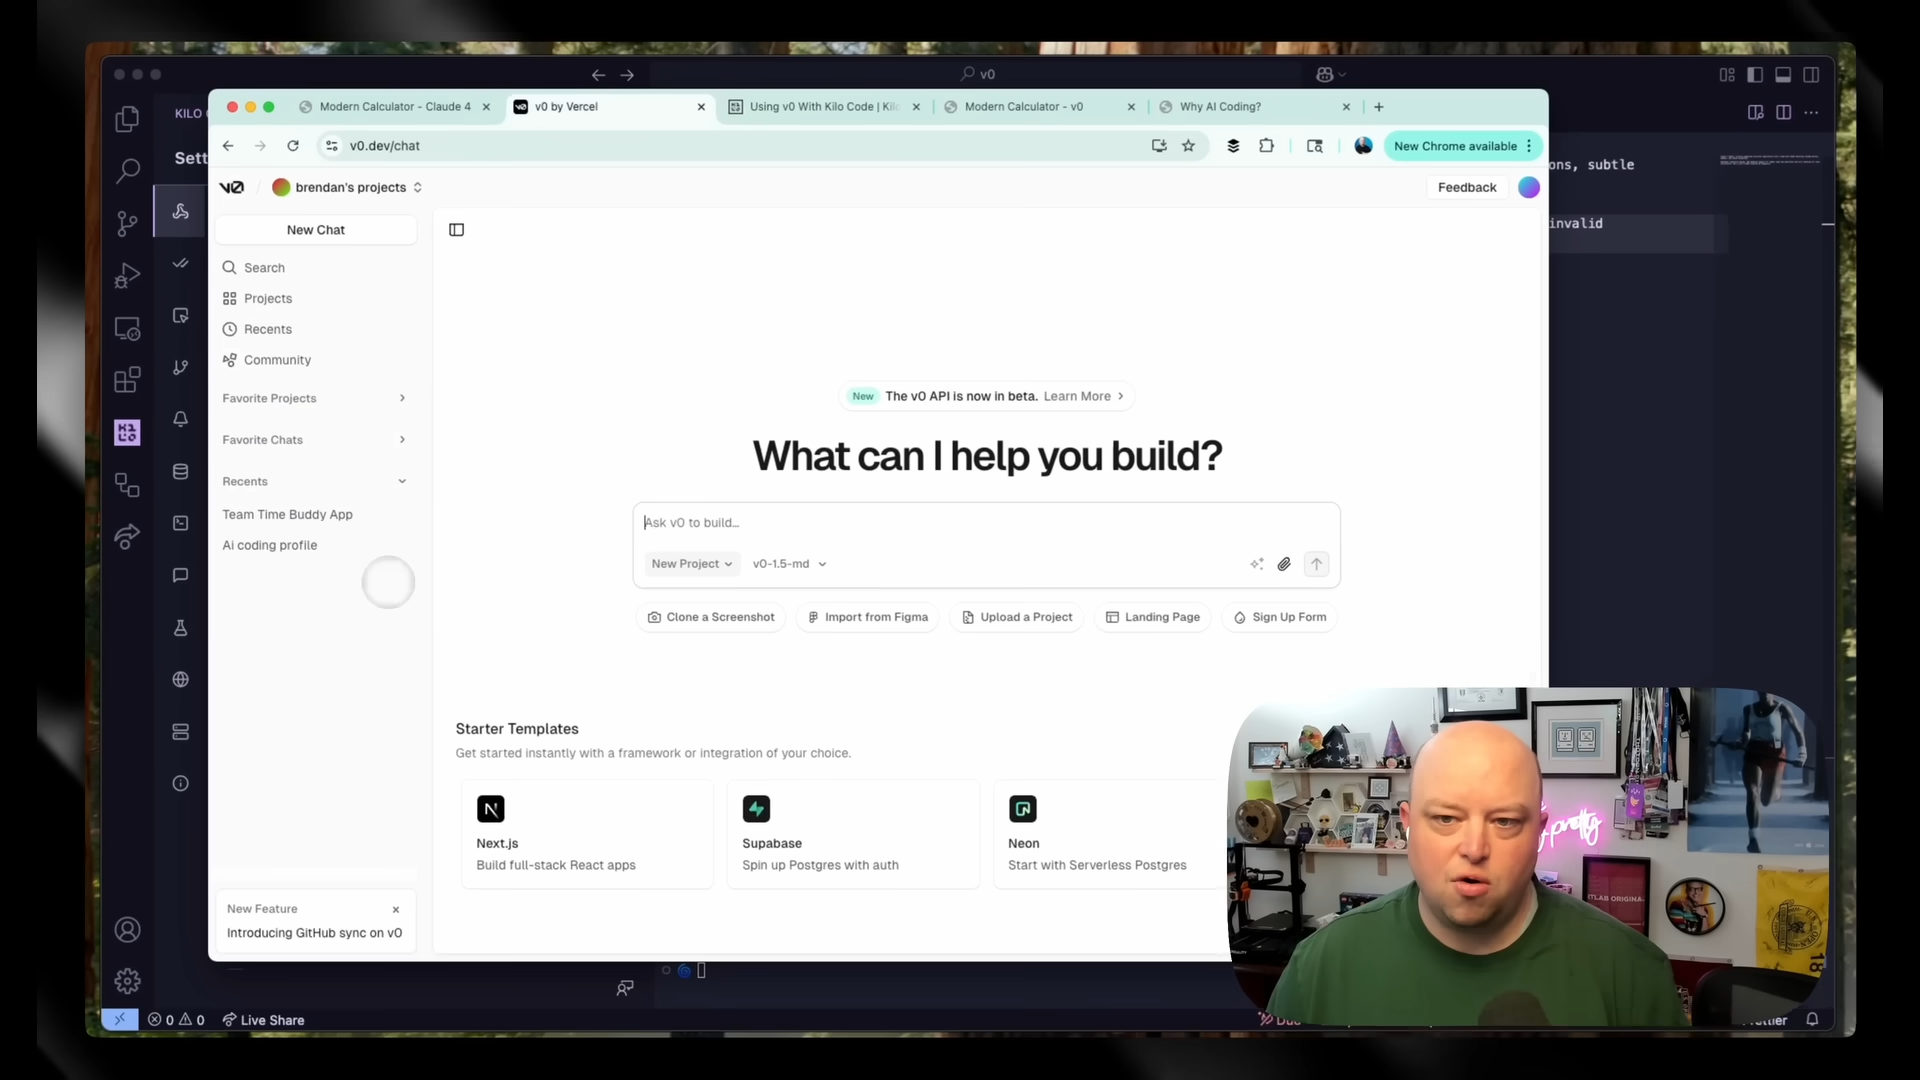 v0
KILO
Modern Calculator - Claude 4
v0 by Vercel
Using v0 With Kilo Code | Kilo
Modern Calculator - v0
Why AI Coding?
v0.dev/chat
New Chrome available
Sett
ons, subtle
invalid
v0
brendan's projects
Feedback
New Chat
Search
Projects
Recents
Community
Favorite Projects
Favorite Chats
Recents
Team Time Buddy App
Ai coding profile
New The v0 API is now in beta. Learn More
What can I help you build?
Ask v0 to build...
New Project
v0-1.5-md
Clone a Screenshot
Import from Figma
Upload a Project
Landing Page
Sign Up Form
Starter Templates
Get started instantly with a framework or integration of your choice.
Next.js
Build full-stack React apps
Supabase
Spin up Postgres with auth
Neon
Start with Serverless Postgres
New Feature
Introducing GitHub sync on v0
pretty
0 0
Live Share